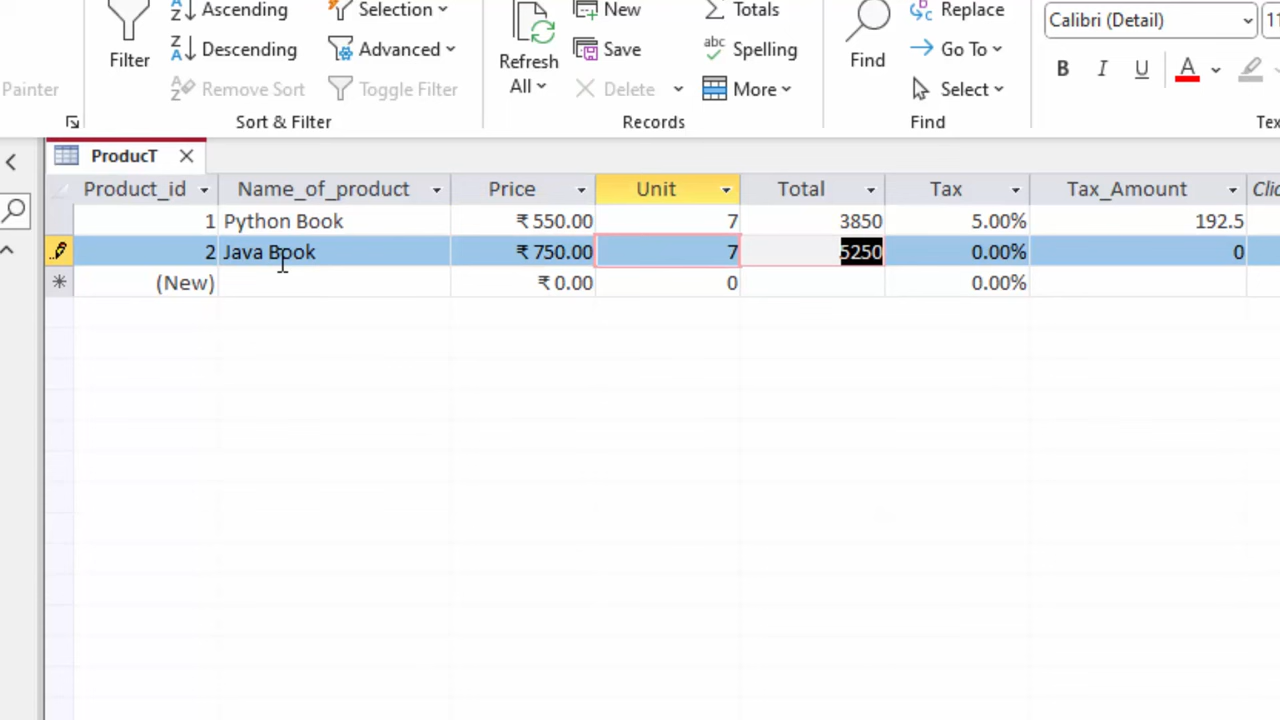 Ascending Selection New Totals Replace Calibri (Detail) 11
Filter Descending Advanced Refresh All Save Spelling Find Go To B I U A
Painter Remove Sort Toggle Filter Delete More Select
Sort & Filter Records Find Tex
ProducT
Product_id Name_of_product Price Unit Total Tax Tax_Amount Clic
1 Python Book ₹ 550.00 7 3850 5.00% 192.5
2 Java Book ₹ 750.00 7 5250 0.00% 0
(New) ₹ 0.00 0 0.00%